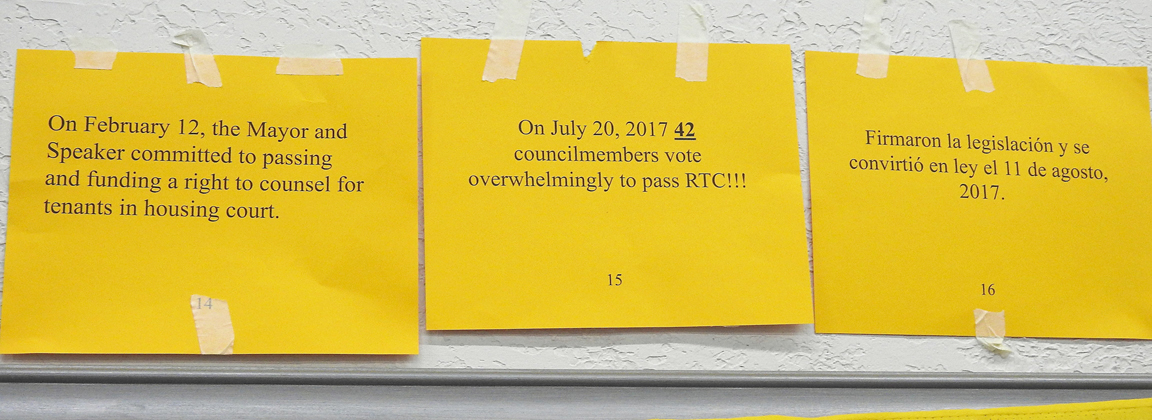 On February 12, the Mayor and
Speaker committed to passing
and funding a right to counsel for
tenants in housing court.
14
On July 20, 2017 42
councilmembers vote
overwhelmingly to pass RTC!!!
15
Firmaron la legislación y se
convirtió en ley el 11 de agosto,
2017.
16